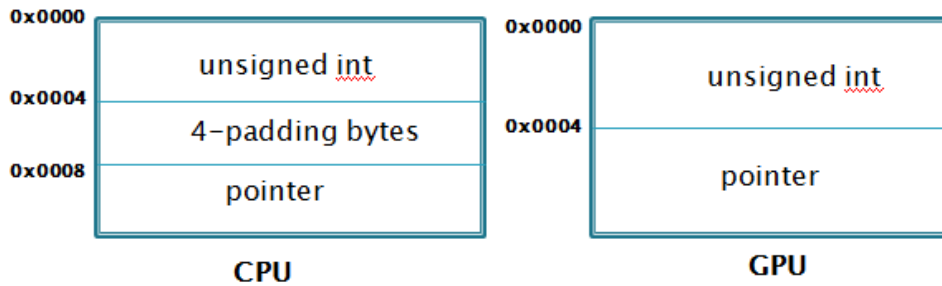 0x0000
unsigned int
0x0004
4-padding bytes
0x0008
pointer
CPU
0x0000
unsigned int
0x0004
pointer
GPU